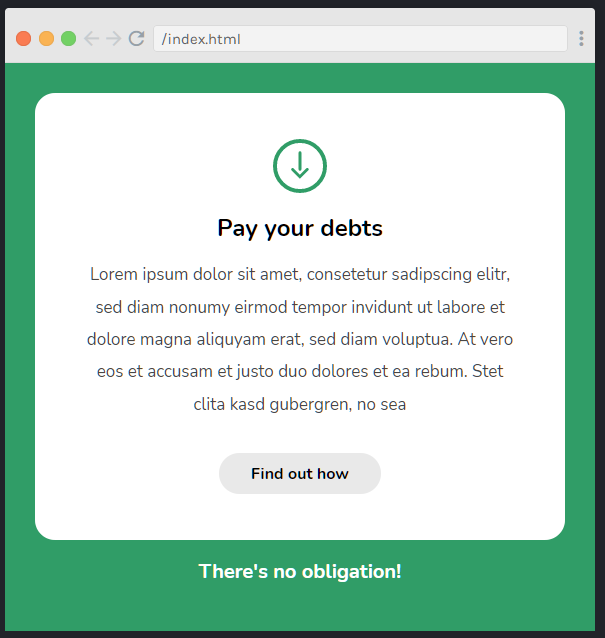 /index.html
Pay your debts
Lorem ipsum dolor sit amet, consetetur sadipscing elitr,
sed diam nonumy eirmod tempor invidunt ut labore et
dolore magna aliquyam erat, sed diam voluptua. At vero
eos et accusam et justo duo dolores et ea rebum. Stet
clita kasd gubergren, no sea
Find out how
There's no obligation!